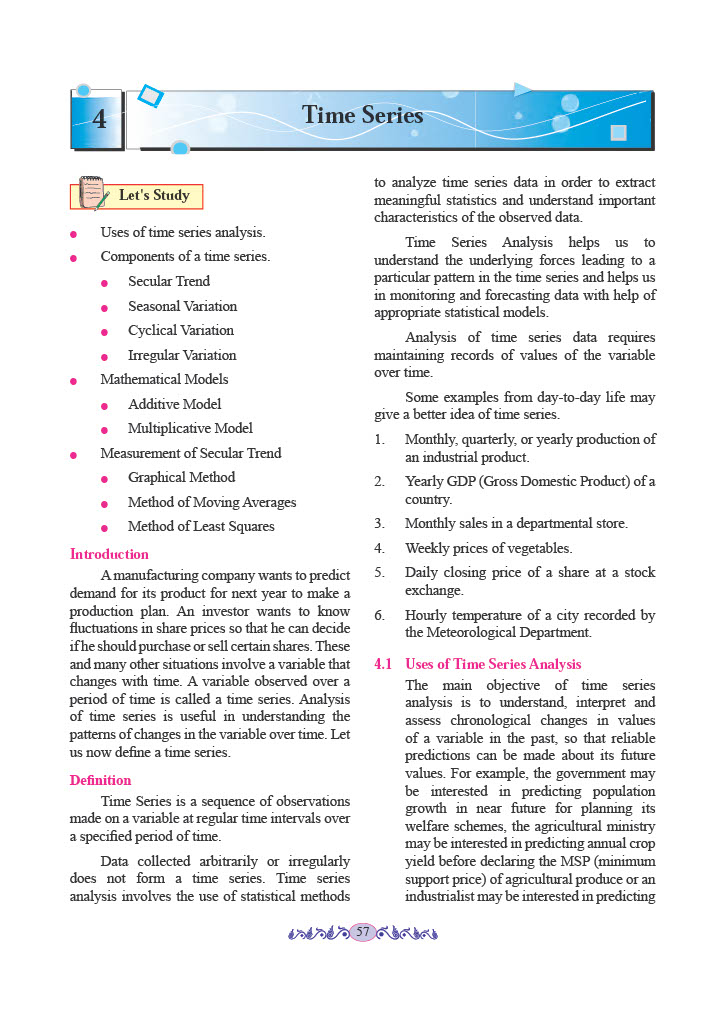 4
Time Series
Let's Study
● Uses of time series analysis.
● Components of a time series.
● Secular Trend
● Seasonal Variation
● Cyclical Variation
● Irregular Variation
● Mathematical Models
● Additive Model
● Multiplicative Model
● Measurement of Secular Trend
● Graphical Method
● Method of Moving Averages
● Method of Least Squares
Introduction
A manufacturing company wants to predict
demand for its product for next year to make a
production plan. An investor wants to know
fluctuations in share prices so that he can decide
if he should purchase or sell certain shares. These
and many other situations involve a variable that
changes with time. A variable observed over a
period of time is called a time series. Analysis
of time series is useful in understanding the
patterns of changes in the variable over time. Let
us now define a time series.
Definition
Time Series is a sequence of observations
made on a variable at regular time intervals over
a specified period of time.
Data collected arbitrarily or irregularly
does not form a time series. Time series
analysis involves the use of statistical methods
to analyze time series data in order to extract
meaningful statistics and understand important
characteristics of the observed data.
Time Series Analysis helps us to
understand the underlying forces leading to a
particular pattern in the time series and helps us
in monitoring and forecasting data with help of
appropriate statistical models.
Analysis of time series data requires
maintaining records of values of the variable
over time.
Some examples from day-to-day life may
give a better idea of time series.
1. Monthly, quarterly, or yearly production of
an industrial product.
2. Yearly GDP (Gross Domestic Product) of a
country.
3. Monthly sales in a departmental store.
4. Weekly prices of vegetables.
5. Daily closing price of a share at a stock
exchange.
6. Hourly temperature of a city recorded by
the Meteorological Department.
4.1 Uses of Time Series Analysis
The main objective of time series
analysis is to understand, interpret and
assess chronological changes in values
of a variable in the past, so that reliable
predictions can be made about its future
values. For example, the government may
be interested in predicting population
growth in near future for planning its
welfare schemes, the agricultural ministry
may be interested in predicting annual crop
yield before declaring the MSP (minimum
support price) of agricultural produce or an
industrialist may be interested in predicting
57